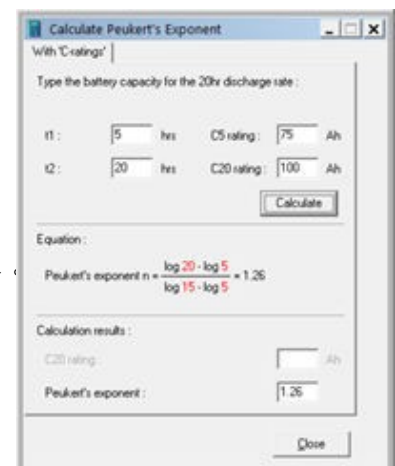 Calculate Peukert's Exponent
With 'C-ratings'
Type the battery capacity for the 20hr discharge rate :
t1 : 5 hrs C5 rating : 75 Ah
t2 : 20 hrs C20 rating : 100 Ah
Calculate
Equation :
Peukert's exponent n = log 20 - log 5 / log 15 - log 5 = 1.26
Calculation results :
C20 rating : Ah
Peukert's exponent : 1.26
Close